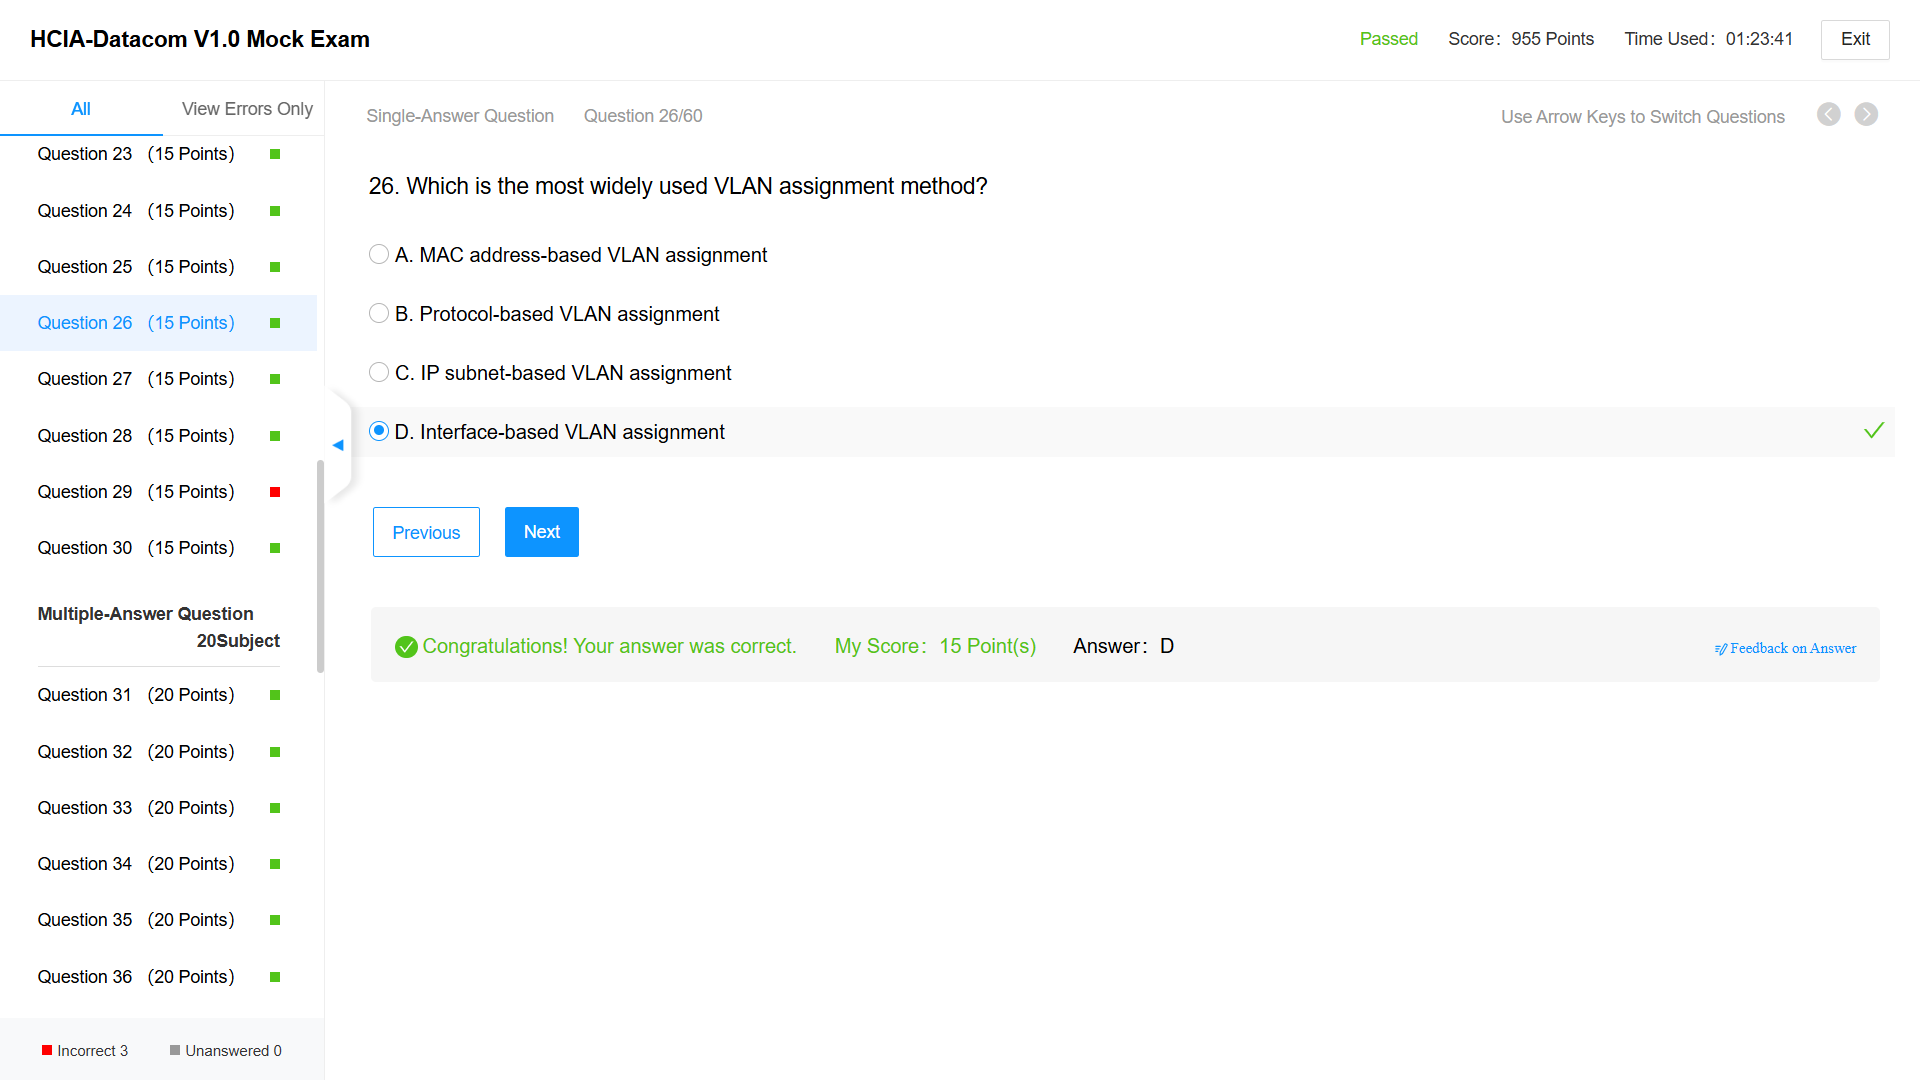 HCIA-Datacom V1.0 Mock Exam
Passed Score：955 Points Time Used：01:23:41 Exit
All View Errors Only
Question 23 （15 Points）
Question 24 （15 Points）
Question 25 （15 Points）
Question 26 （15 Points）
Question 27 （15 Points）
Question 28 （15 Points）
Question 29 （15 Points）
Question 30 （15 Points）
Multiple-Answer Question
20Subject
Question 31 （20 Points）
Question 32 （20 Points）
Question 33 （20 Points）
Question 34 （20 Points）
Question 35 （20 Points）
Question 36 （20 Points）
Incorrect 3 Unanswered 0
Single-Answer Question Question 26/60 Use Arrow Keys to Switch Questions
26. Which is the most widely used VLAN assignment method?
A. MAC address-based VLAN assignment
B. Protocol-based VLAN assignment
C. IP subnet-based VLAN assignment
D. Interface-based VLAN assignment
Previous Next
Congratulations! Your answer was correct. My Score：15 Point(s) Answer：D Feedback on Answer